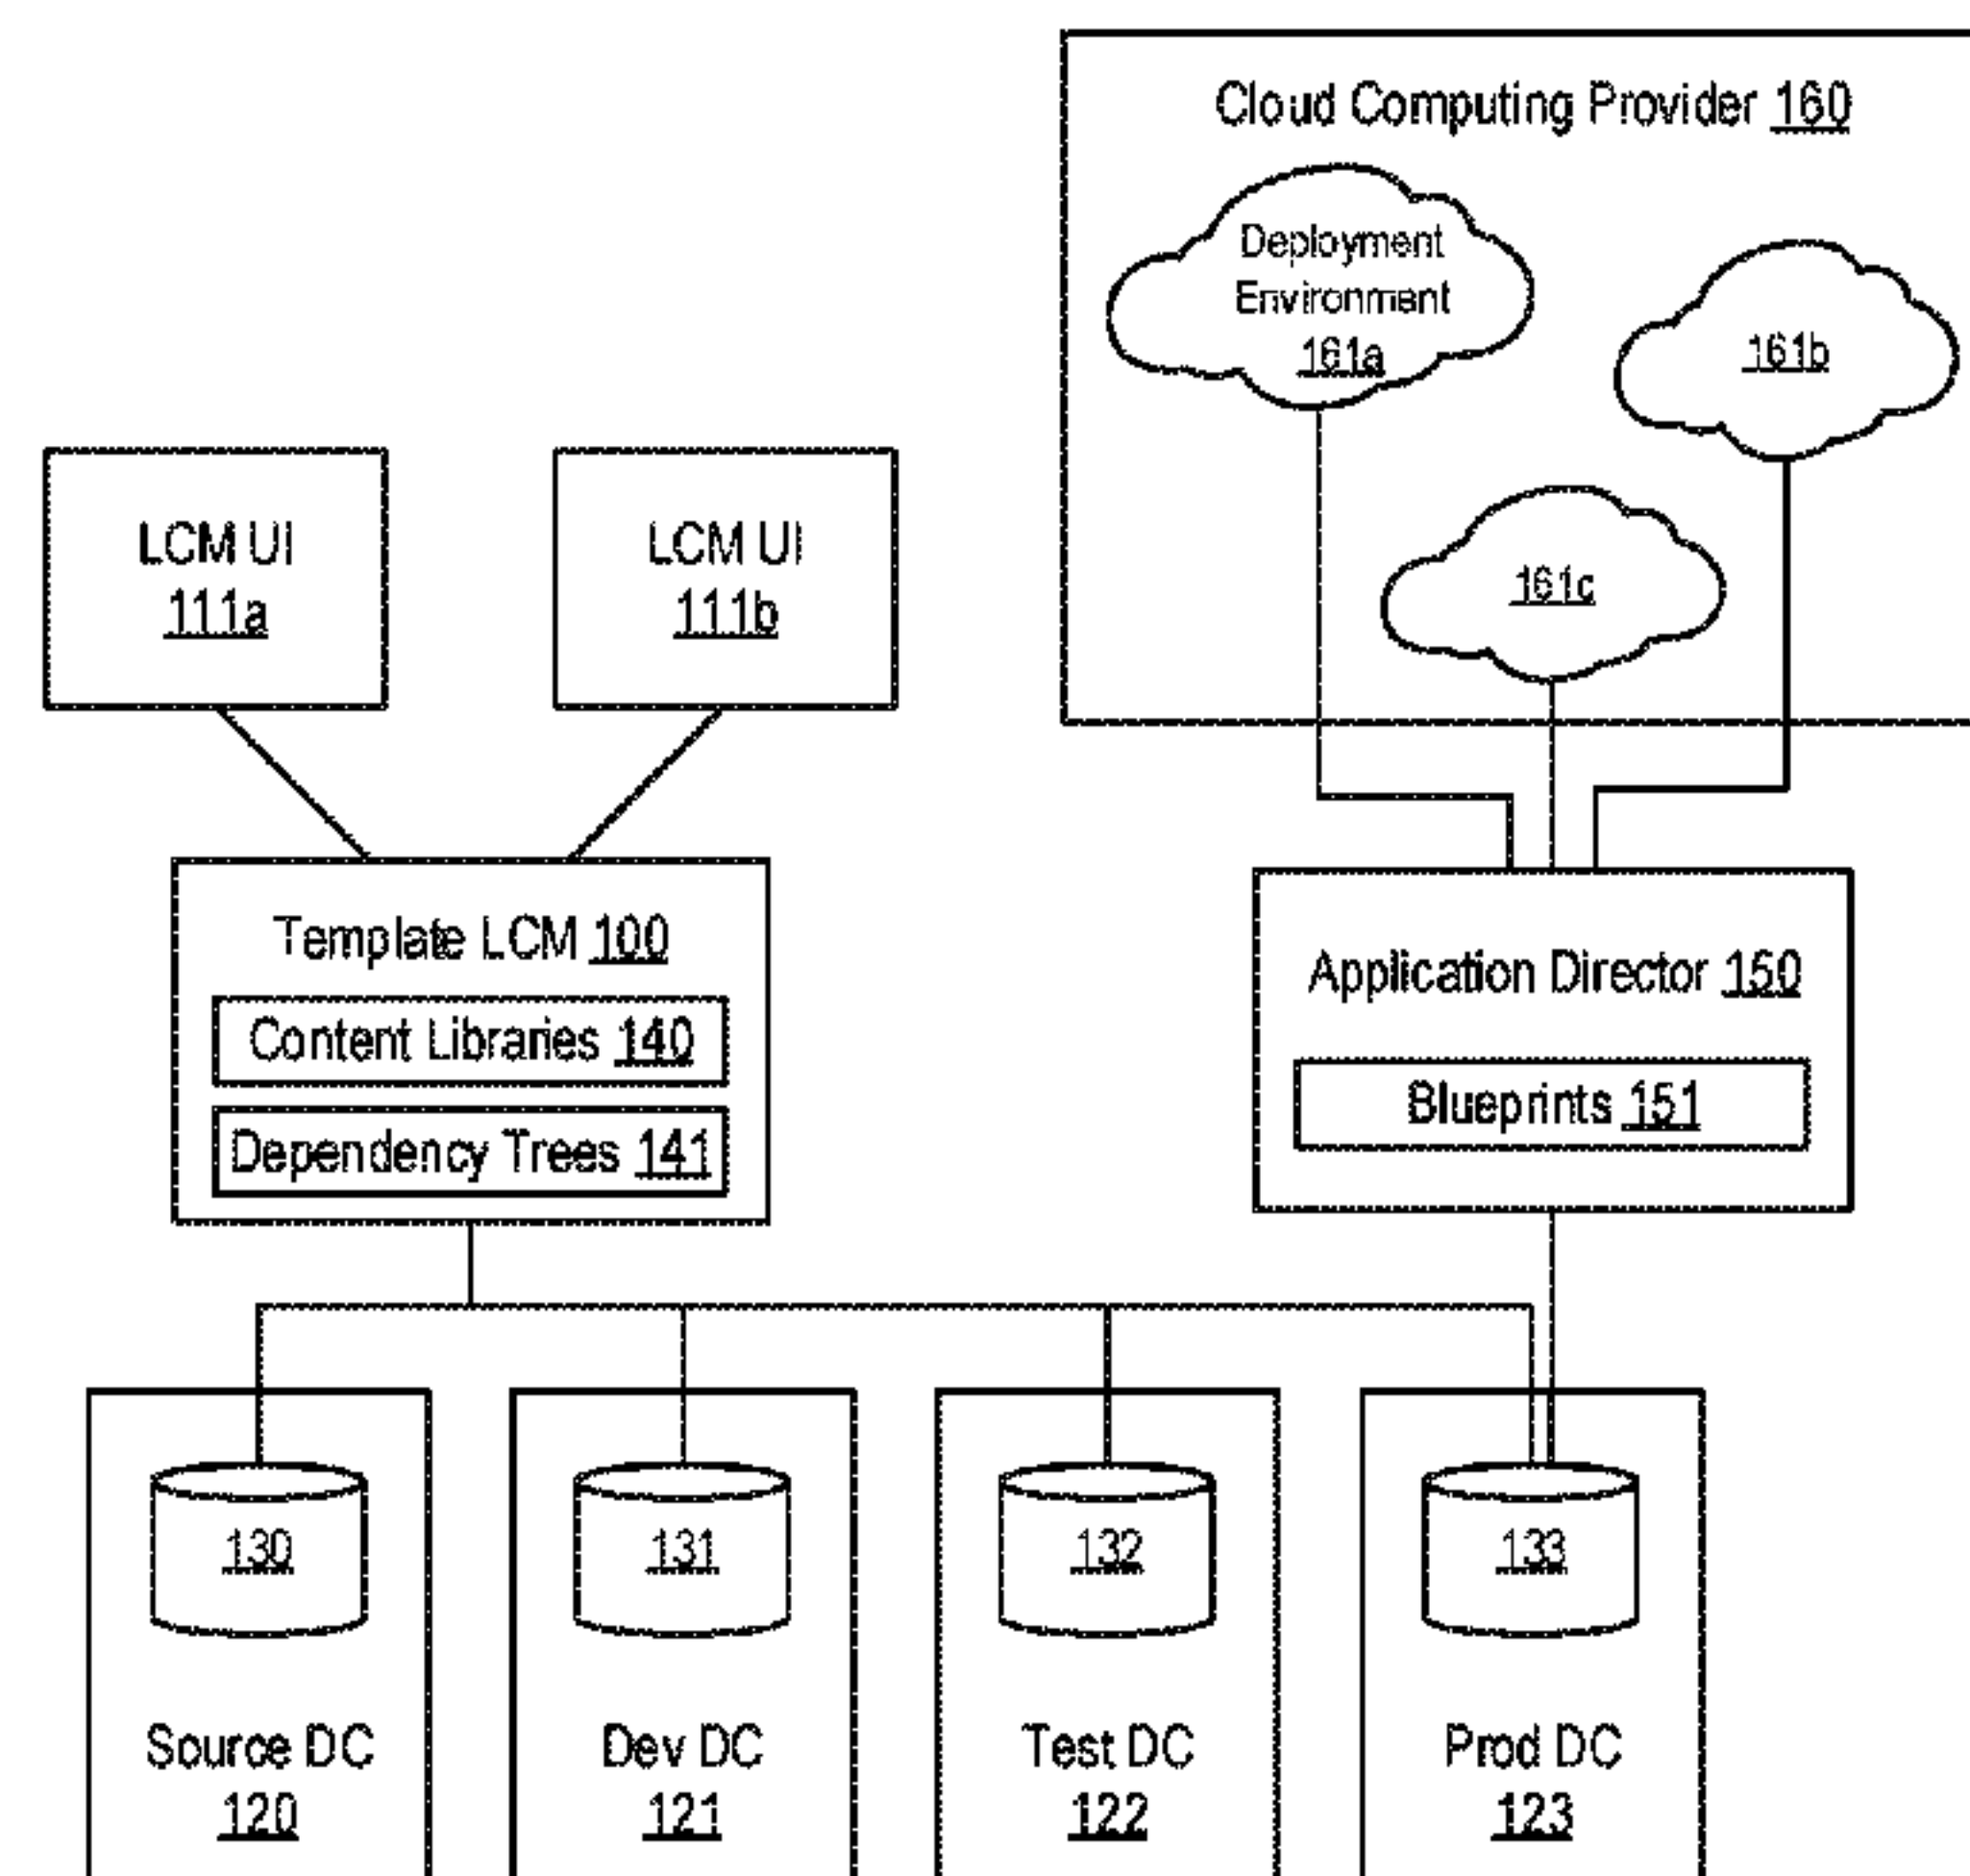 Cloud Computing Provider 160
Deployment
Environment
161a
161b
161c
LCM UI
111a
LCM UI
111b
Template LCM 100
Content Libraries 140
Dependency Trees 141
Application Director 150
Blueprints 151
130
131
132
133
Source DC
120
Dev DC
121
Test DC
122
Prod DC
123